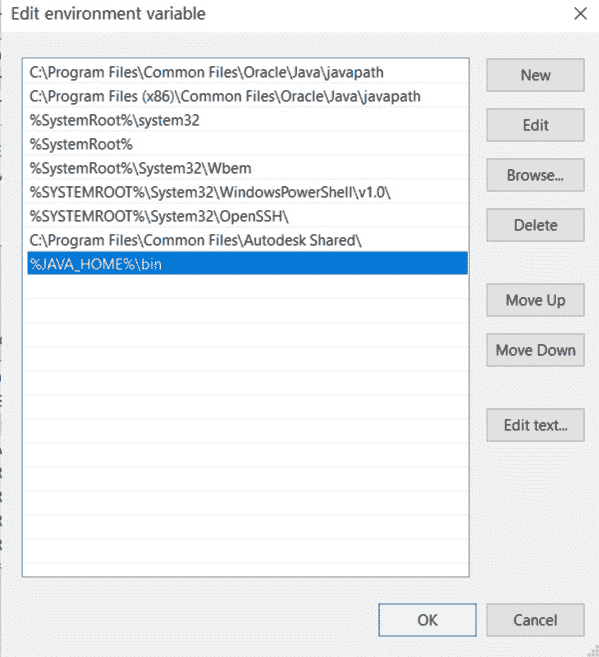 Edit environment variable
C:\Program Files\Common Files\Oracle\Java\javapath
C:\Program Files (x86)\Common Files\Oracle\Java\javapath
%SystemRoot%\system32
%SystemRoot%
%SystemRoot%\System32\Wbem
%SYSTEMROOT%\System32\WindowsPowerShell\v1.0\
%SYSTEMROOT%\System32\OpenSSH\
C:\Program Files\Common Files\Autodesk Shared\
%JAVA_HOME%\bin
New
Edit
Browse...
Delete
Move Up
Move Down
Edit text...
OK
Cancel